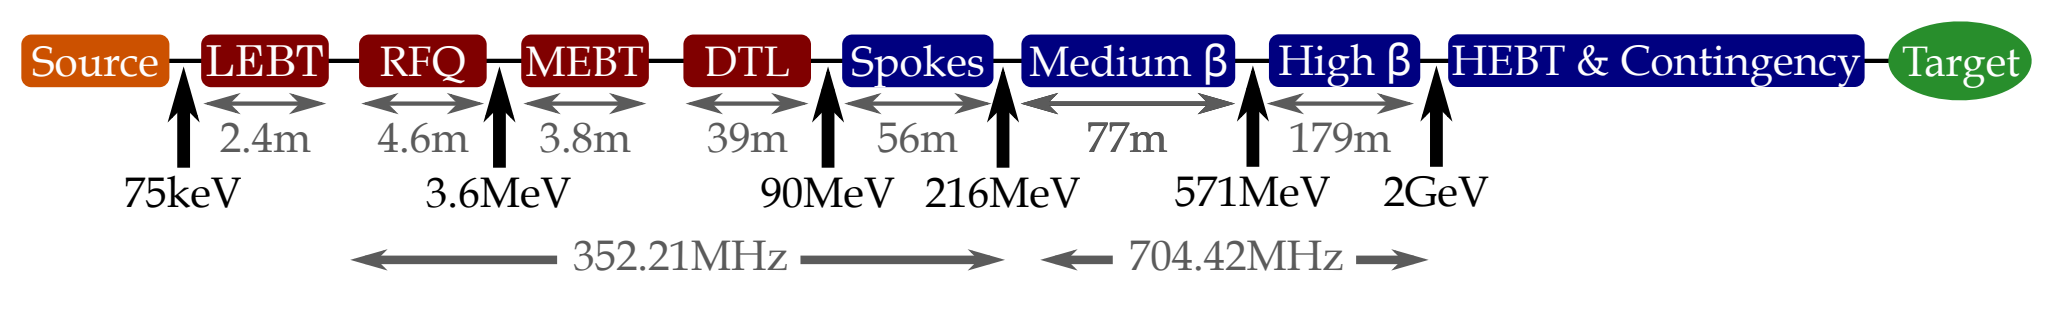 Source LEBT RFQ MEBT DTL Spokes Medium β High β HEBT & Contingency Target
2.4m 4.6m 3.8m 39m 56m 77m 179m
75keV 3.6MeV 90MeV 216MeV 571MeV 2GeV
352.21MHz 704.42MHz